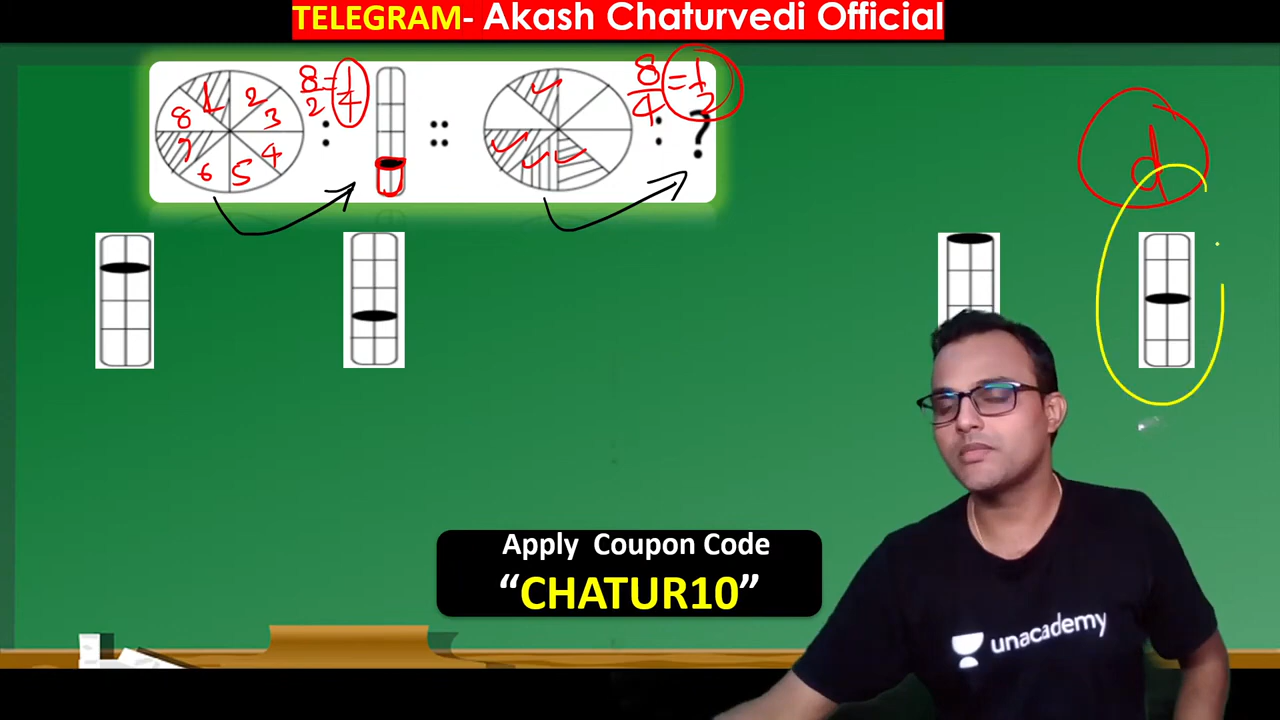 TELEGRAM- Akash Chaturvedi Official
1
2
3
4
5
6
7
8
8/2 = 1/4
:
::
8/4 = 1/2
: ?
d
Apply Coupon Code
“CHATUR10”
unacademy